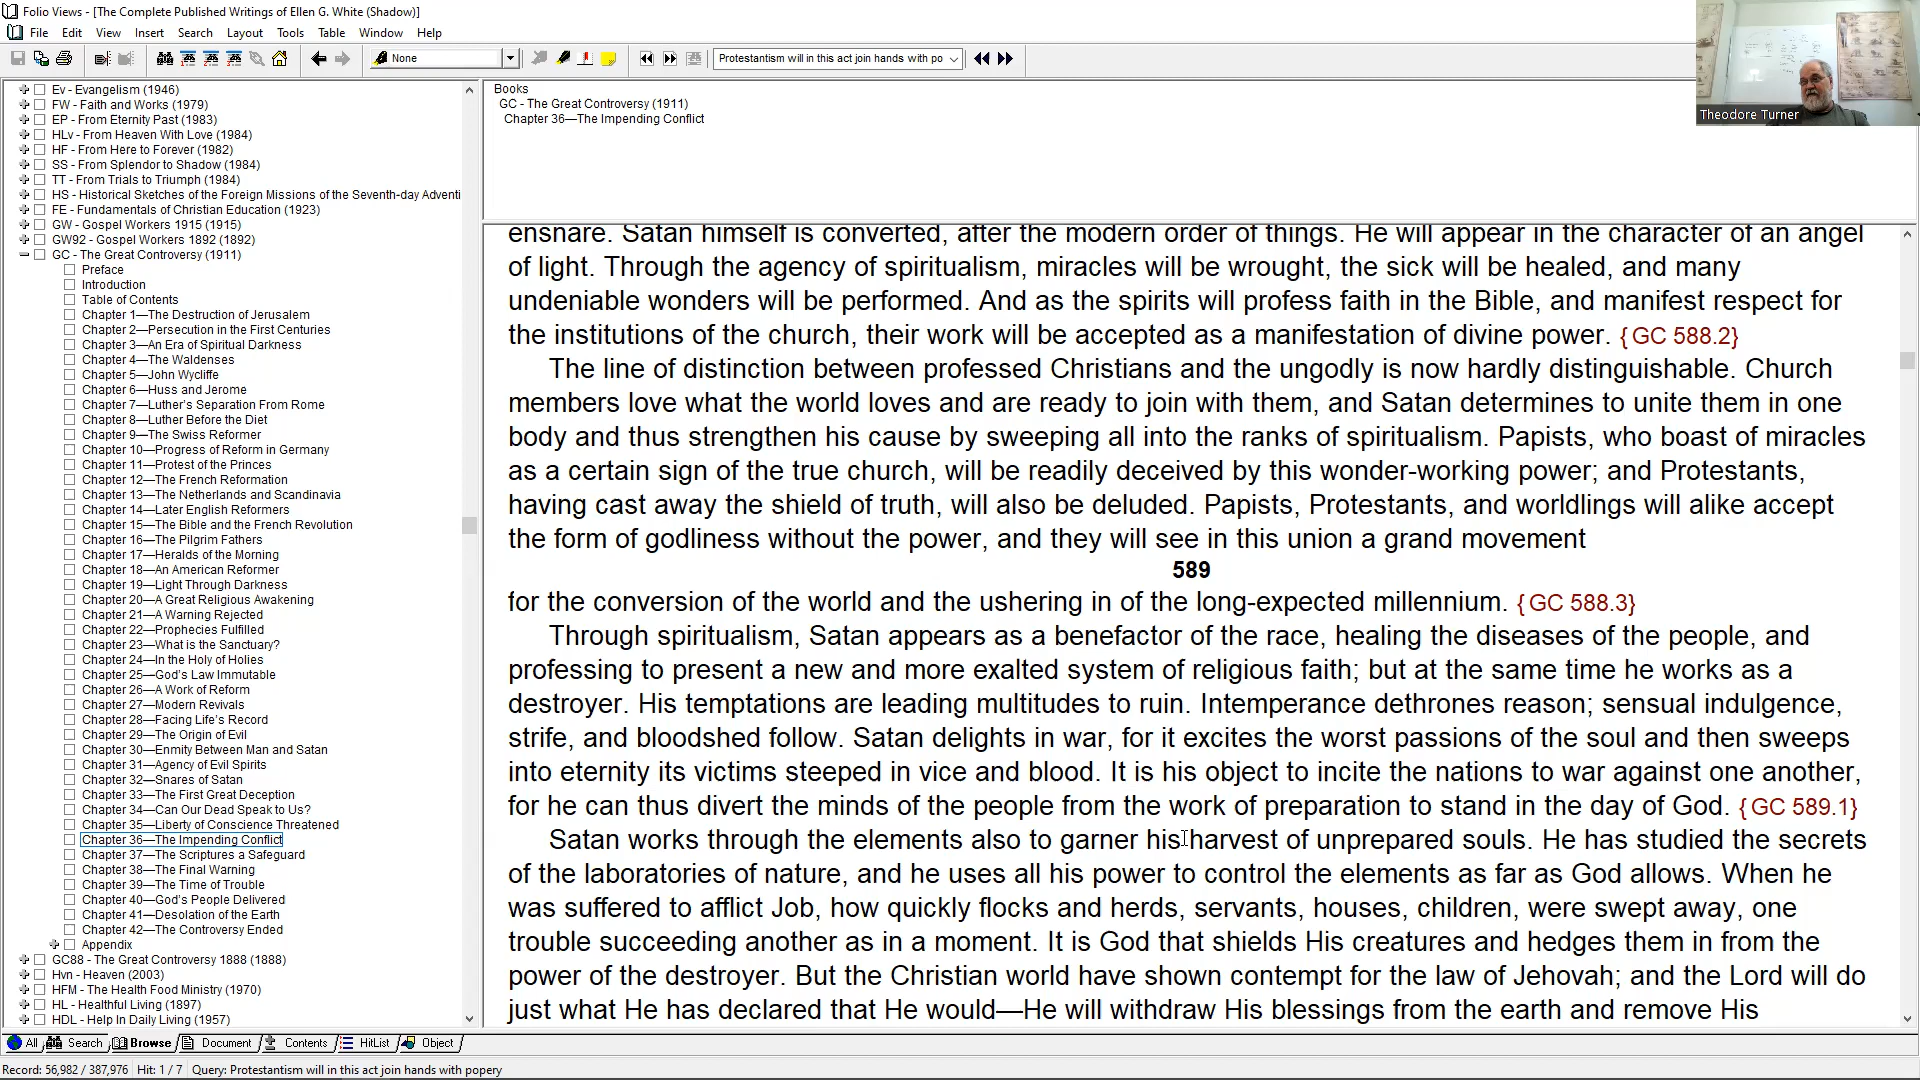 Folio Views - [The Complete Published Writings of Ellen G. White (Shadow)]
File Edit View Insert Search Layout Tools Table Window Help
None
Protestantism will in this act join hands with po
Theodore Turner
Ev - Evangelism (1946)
FW - Faith and Works (1979)
EP - From Eternity Past (1983)
HLv - From Heaven With Love (1984)
HF - From Here to Forever (1982)
SS - From Splendor to Shadow (1984)
TT - From Trials to Triumph (1984)
HS - Historical Sketches of the Foreign Missions of the Seventh-day Adventi
FE - Fundamentals of Christian Education (1923)
GW - Gospel Workers 1915 (1915)
GW92 - Gospel Workers 1892 (1892)
GC - The Great Controversy (1911)
Preface
Introduction
Table of Contents
Chapter 1—The Destruction of Jerusalem
Chapter 2—Persecution in the First Centuries
Chapter 3—An Era of Spiritual Darkness
Chapter 4—The Waldenses
Chapter 5—John Wycliffe
Chapter 6—Huss and Jerome
Chapter 7—Luther's Separation From Rome
Chapter 8—Luther Before the Diet
Chapter 9—The Swiss Reformer
Chapter 10—Progress of Reform in Germany
Chapter 11—Protest of the Princes
Chapter 12—The French Reformation
Chapter 13—The Netherlands and Scandinavia
Chapter 14—Later English Reformers
Chapter 15—The Bible and the French Revolution
Chapter 16—The Pilgrim Fathers
Chapter 17—Heralds of the Morning
Chapter 18—An American Reformer
Chapter 19—Light Through Darkness
Chapter 20—A Great Religious Awakening
Chapter 21—A Warning Rejected
Chapter 22—Prophecies Fulfilled
Chapter 23—What is the Sanctuary?
Chapter 24—In the Holy of Holies
Chapter 25—God's Law Immutable
Chapter 26—A Work of Reform
Chapter 27—Modern Revivals
Chapter 28—Facing Life's Record
Chapter 29—The Origin of Evil
Chapter 30—Enmity Between Man and Satan
Chapter 31—Agency of Evil Spirits
Chapter 32—Snares of Satan
Chapter 33—The First Great Deception
Chapter 34—Can Our Dead Speak to Us?
Chapter 35—Liberty of Conscience Threatened
Chapter 36—The Impending Conflict
Chapter 37—The Scriptures a Safeguard
Chapter 38—The Final Warning
Chapter 39—The Time of Trouble
Chapter 40—God's People Delivered
Chapter 41—Desolation of the Earth
Chapter 42—The Controversy Ended
Appendix
GC88 - The Great Controversy 1888 (1888)
Hvn - Heaven (2003)
HFM - The Health Food Ministry (1970)
HL - Healthful Living (1897)
HDL - Help In Daily Living (1957)
Books
GC - The Great Controversy (1911)
Chapter 36—The Impending Conflict
ensnare. Satan himself is converted, after the modern order of things. He will appear in the character of an angel
of light. Through the agency of spiritualism, miracles will be wrought, the sick will be healed, and many
undeniable wonders will be performed. And as the spirits will profess faith in the Bible, and manifest respect for
the institutions of the church, their work will be accepted as a manifestation of divine power. {GC 588.2}
The line of distinction between professed Christians and the ungodly is now hardly distinguishable. Church
members love what the world loves and are ready to join with them, and Satan determines to unite them in one
body and thus strengthen his cause by sweeping all into the ranks of spiritualism. Papists, who boast of miracles
as a certain sign of the true church, will be readily deceived by this wonder-working power; and Protestants,
having cast away the shield of truth, will also be deluded. Papists, Protestants, and worldlings will alike accept
the form of godliness without the power, and they will see in this union a grand movement
589
for the conversion of the world and the ushering in of the long-expected millennium. {GC 588.3}
Through spiritualism, Satan appears as a benefactor of the race, healing the diseases of the people, and
professing to present a new and more exalted system of religious faith; but at the same time he works as a
destroyer. His temptations are leading multitudes to ruin. Intemperance dethrones reason; sensual indulgence,
strife, and bloodshed follow. Satan delights in war, for it excites the worst passions of the soul and then sweeps
into eternity its victims steeped in vice and blood. It is his object to incite the nations to war against one another,
for he can thus divert the minds of the people from the work of preparation to stand in the day of God. {GC 589.1}
Satan works through the elements also to garner his harvest of unprepared souls. He has studied the secrets
of the laboratories of nature, and he uses all his power to control the elements as far as God allows. When he
was suffered to afflict Job, how quickly flocks and herds, servants, houses, children, were swept away, one
trouble succeeding another as in a moment. It is God that shields His creatures and hedges them in from the
power of the destroyer. But the Christian world have shown contempt for the law of Jehovah; and the Lord will do
just what He has declared that He would—He will withdraw His blessings from the earth and remove His
All Search Browse Document Contents HitList Object
Record: 56,982 / 387,976 Hit: 1 / 7 Query: Protestantism will in this act join hands with popery